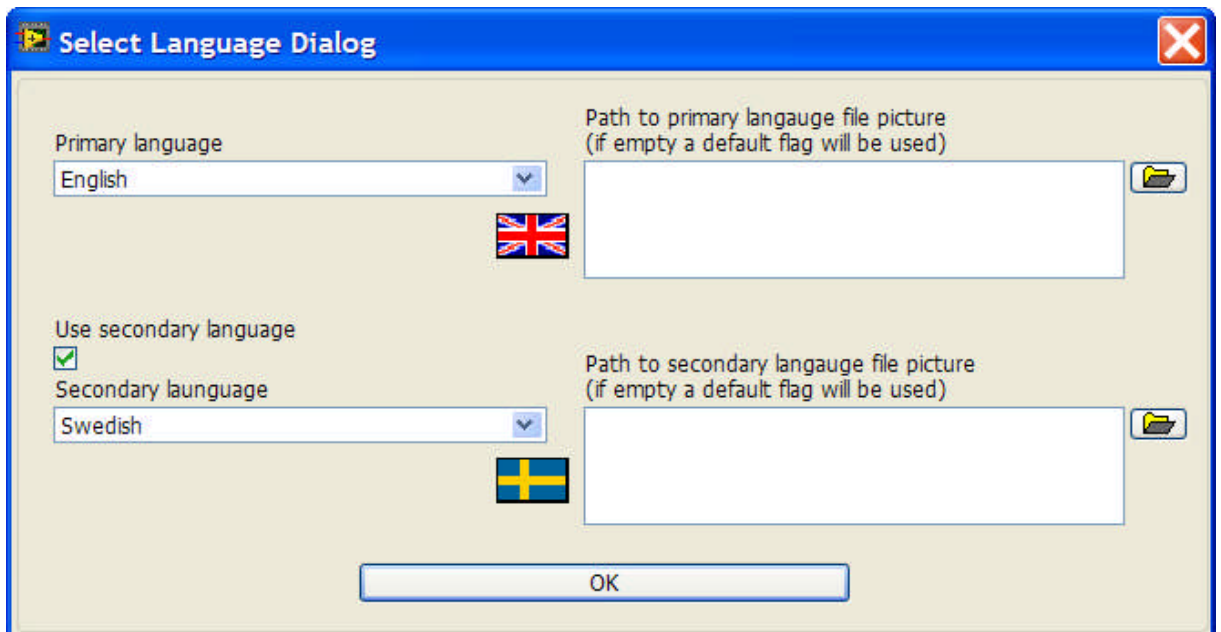 Select Language Dialog
Primary language
English
Path to primary langauge file picture
(if empty a default flag will be used)
Use secondary language
Secondary launguage
Swedish
Path to secondary langauge file picture
(if empty a default flag will be used)
OK